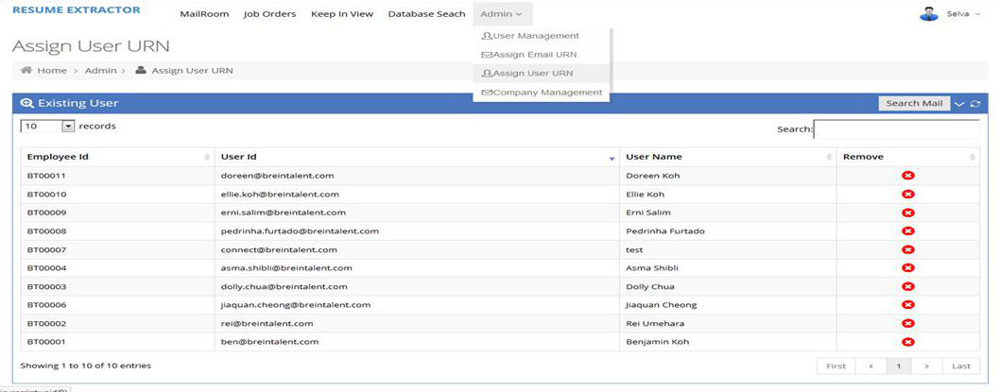 RESUME EXTRACTOR MailRoom Job Orders Keep In View Database Seach Admin Selva
User Management
Assign Email URN
Assign User URN
Company Management
Assign User URN
Home > Admin > Assign User URN
Existing User Search Mail
10 records Search:
Employee Id User Id User Name Remove
BT00011 doreen@breintalent.com Doreen Koh
BT00010 ellie.koh@breintalent.com Ellie Koh
BT00009 erni.salim@breintalent.com Erni Salim
BT00008 pedrinha.furtado@breintalent.com Pedrinha Furtado
BT00007 connect@breintalent.com test
BT00004 asma.shibli@breintalent.com Asma Shibli
BT00003 dolly.chua@breintalent.com Dolly Chua
BT00006 jiaquan.cheong@breintalent.com Jiaquan Cheong
BT00002 rei@breintalent.com Rei Umehara
BT00001 ben@breintalent.com Benjamin Koh
Showing 1 to 10 of 10 entries First < 1 > Last